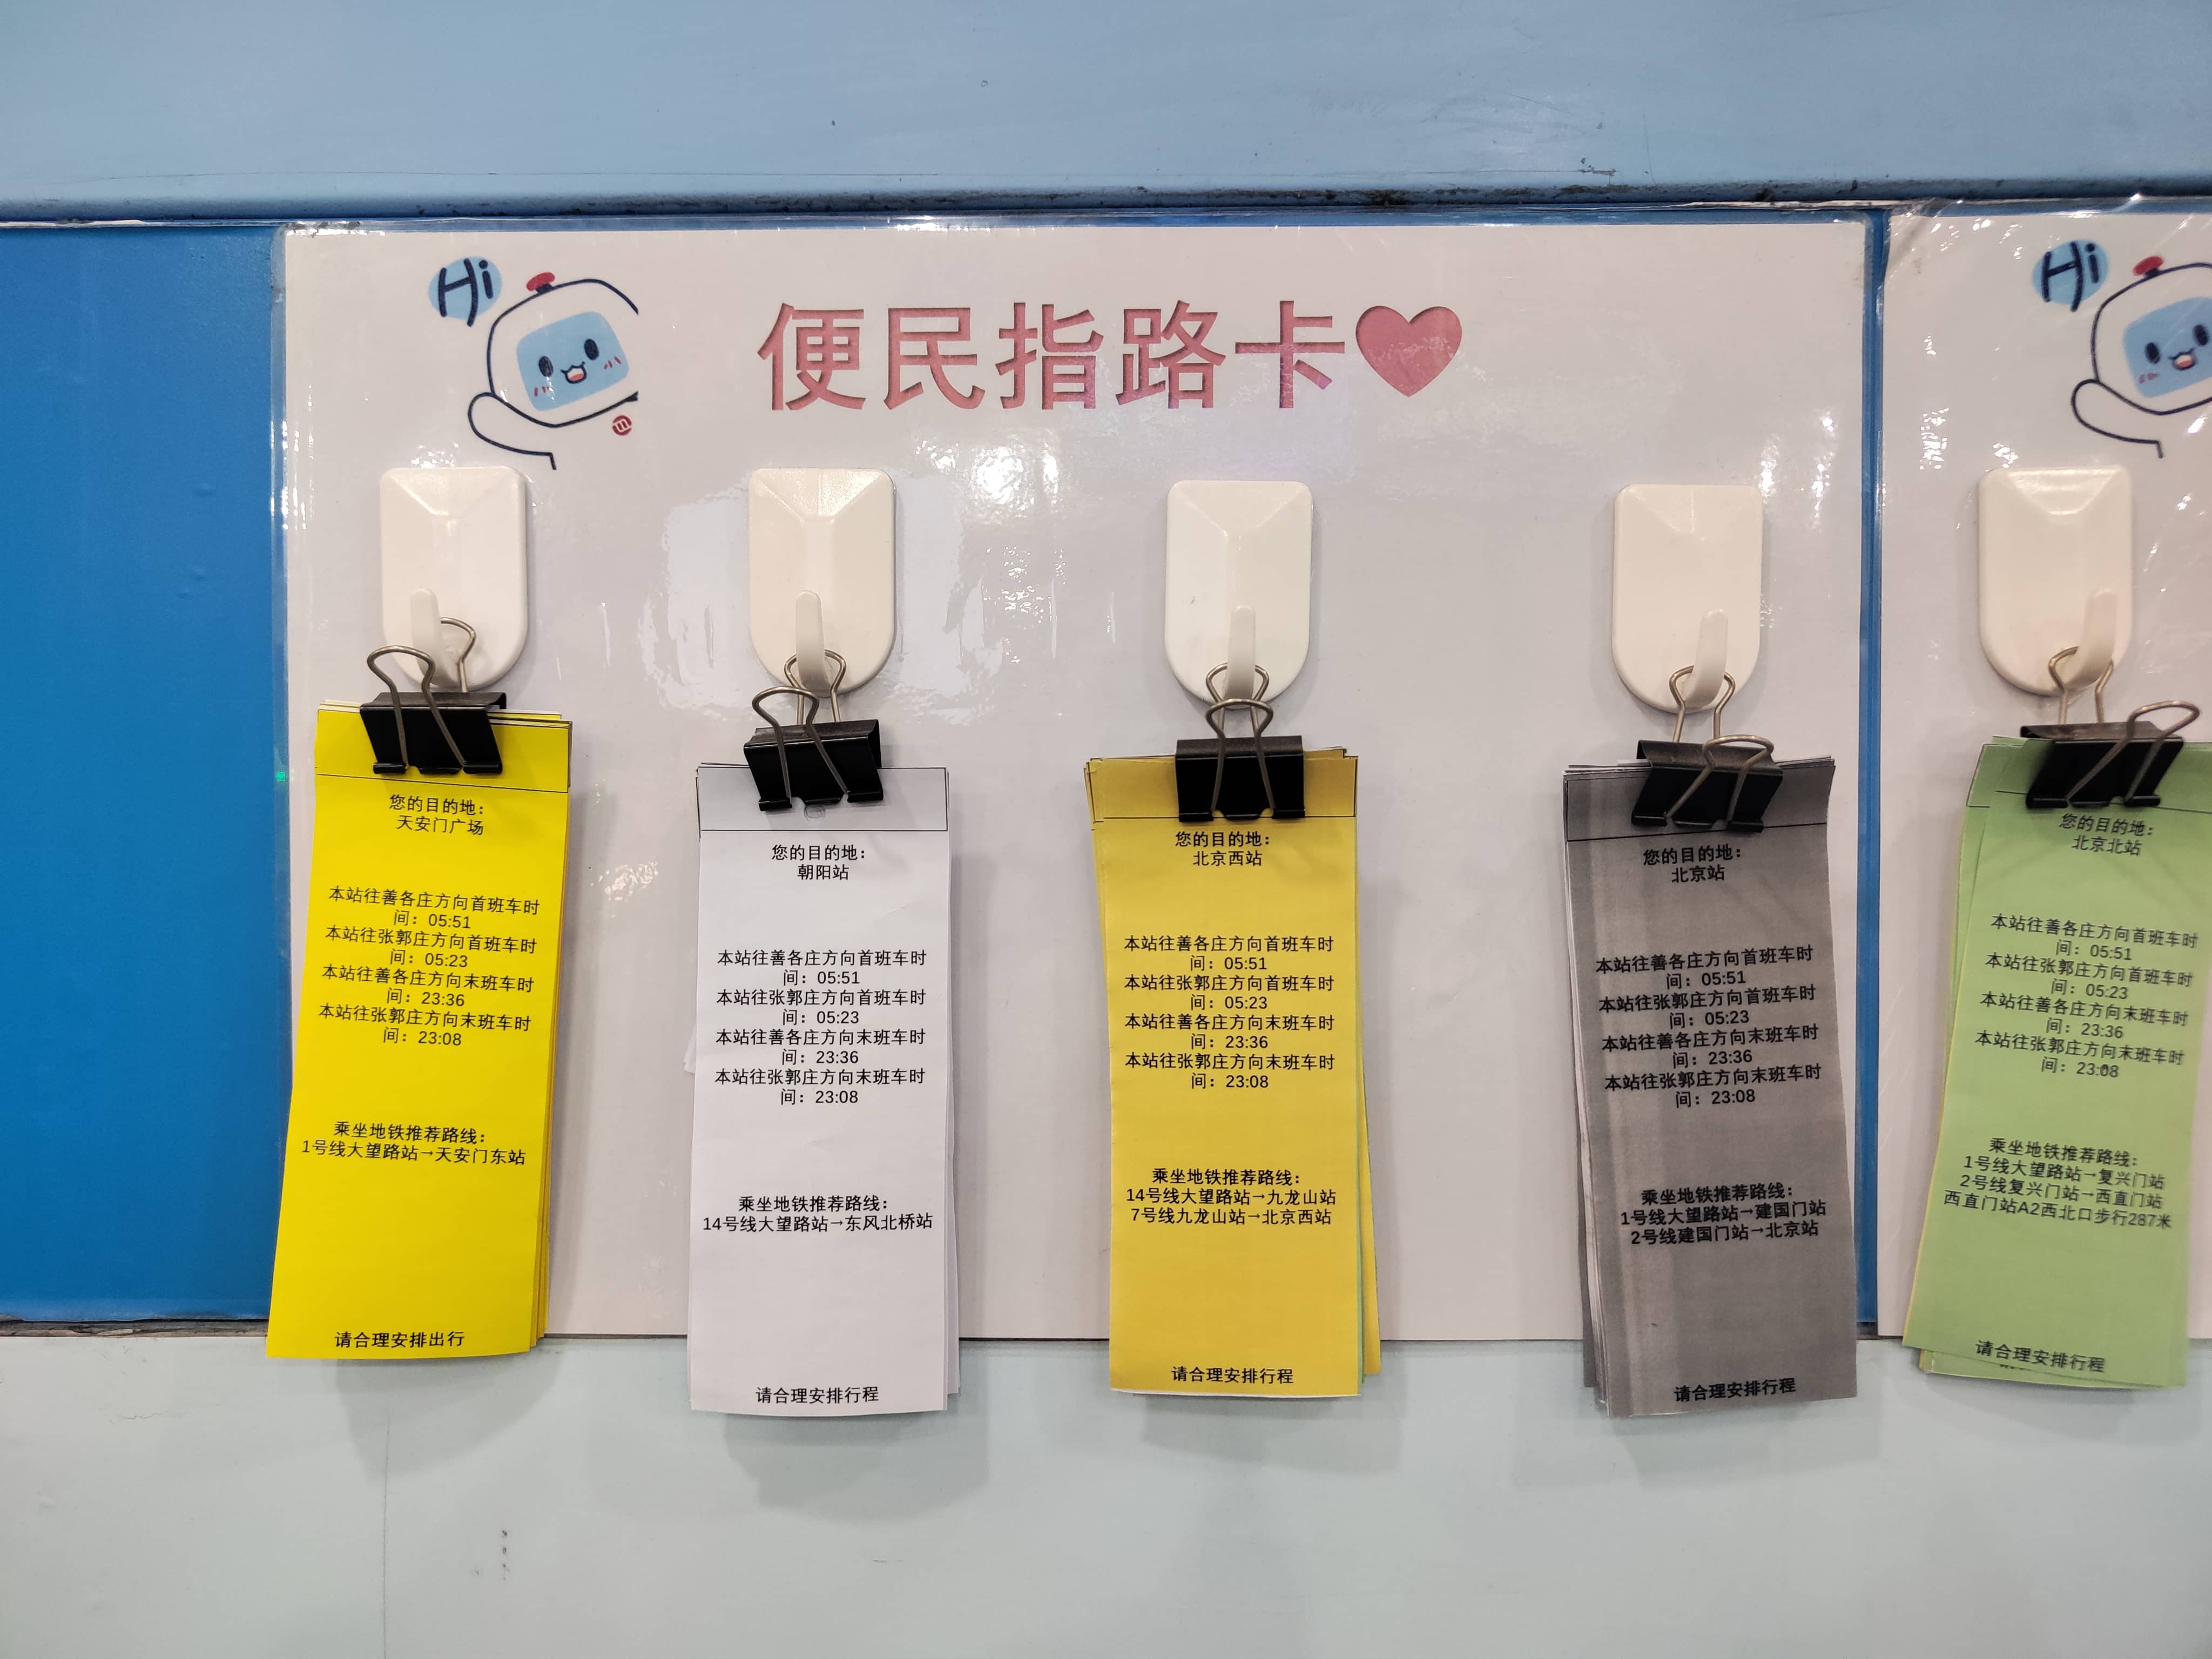 Hi
便民指路卡
Hi
您的目的地：
天安门广场
本站往善各庄方向首班车时
间：05:51
本站往张郭庄方向首班车时
间：05:23
本站往善各庄方向末班车时
间：23:36
本站往张郭庄方向末班车时
间：23:08
乘坐地铁推荐路线：
1号线大望路站→天安门东站
请合理安排出行
您的目的地：
朝阳站
本站往善各庄方向首班车时
间：05:51
本站往张郭庄方向首班车时
间：05:23
本站往善各庄方向末班车时
间：23:36
本站往张郭庄方向末班车时
间：23:08
乘坐地铁推荐路线：
14号线大望路站→东风北桥站
请合理安排行程
您的目的地：
北京西站
本站往善各庄方向首班车时
间：05:51
本站往张郭庄方向首班车时
间：05:23
本站往善各庄方向末班车时
间：23:36
本站往张郭庄方向末班车时
间：23:08
乘坐地铁推荐路线：
14号线大望路站→九龙山站
7号线九龙山站→北京西站
请合理安排行程
您的目的地：
北京站
本站往善各庄方向首班车时
间：05:51
本站往张郭庄方向首班车时
间：05:23
本站往善各庄方向末班车时
间：23:36
本站往张郭庄方向末班车时
间：23:08
乘坐地铁推荐路线：
1号线大望路站→建国门站
2号线建国门站→北京站
请合理安排行程
您的目的地：
北京北站
本站往善各庄方向首班车时
间：05:51
本站往张郭庄方向首班车时
间：05:23
本站往善各庄方向末班车时
间：23:36
本站往张郭庄方向末班车时
间：23:08
乘坐地铁推荐路线：
1号线大望路站→复兴门站
2号线复兴门站→西直门站
西直门站A2西北口步行287米
请合理安排行程